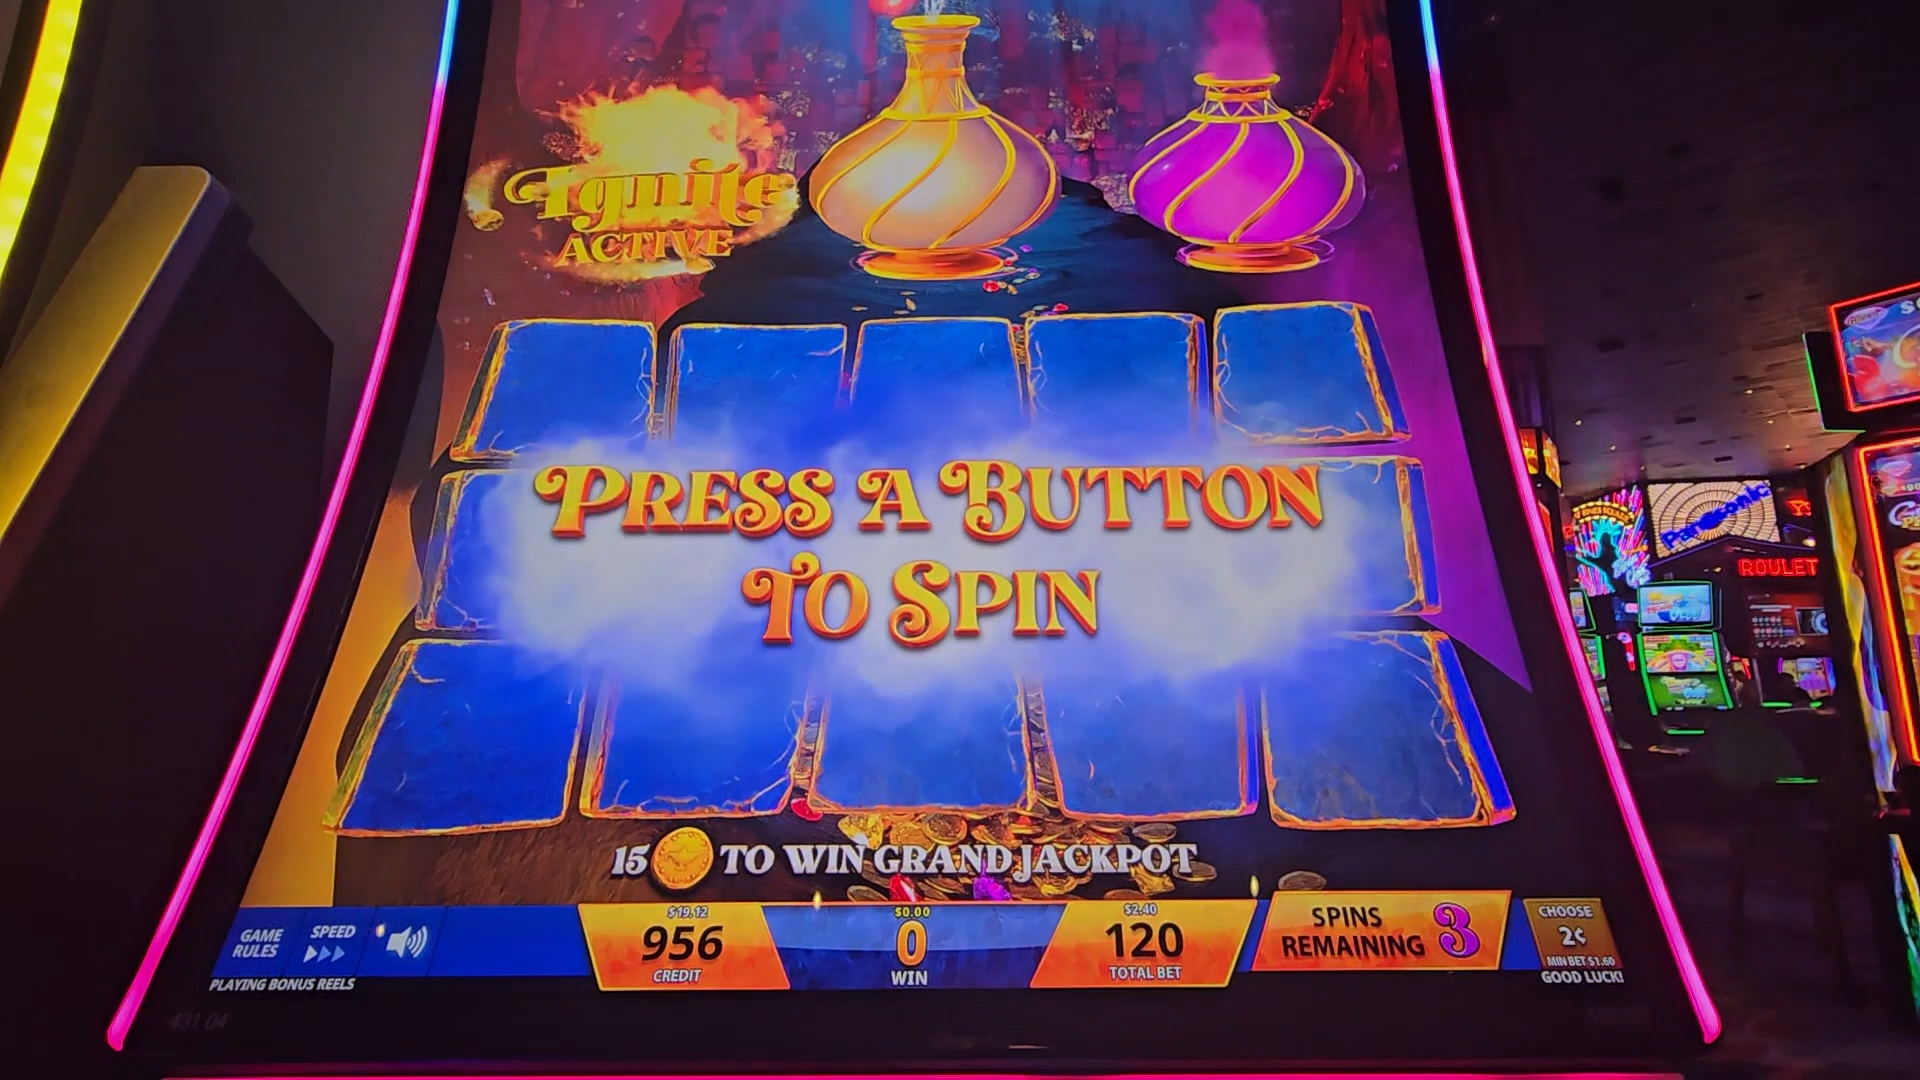 Ignite
ACTIVE
PRESS A BUTTON
TO SPIN
15 TO WIN GRAND JACKPOT
GAME
RULES
SPEED
$19.12
956
CREDIT
$0.00
0
WIN
$2.40
120
TOTAL BET
SPINS
REMAINING 3
CHOOSE
2¢
MIN BET $1.60
GOOD LUCK!
PLAYING BONUS REELS
431 04
ROULET